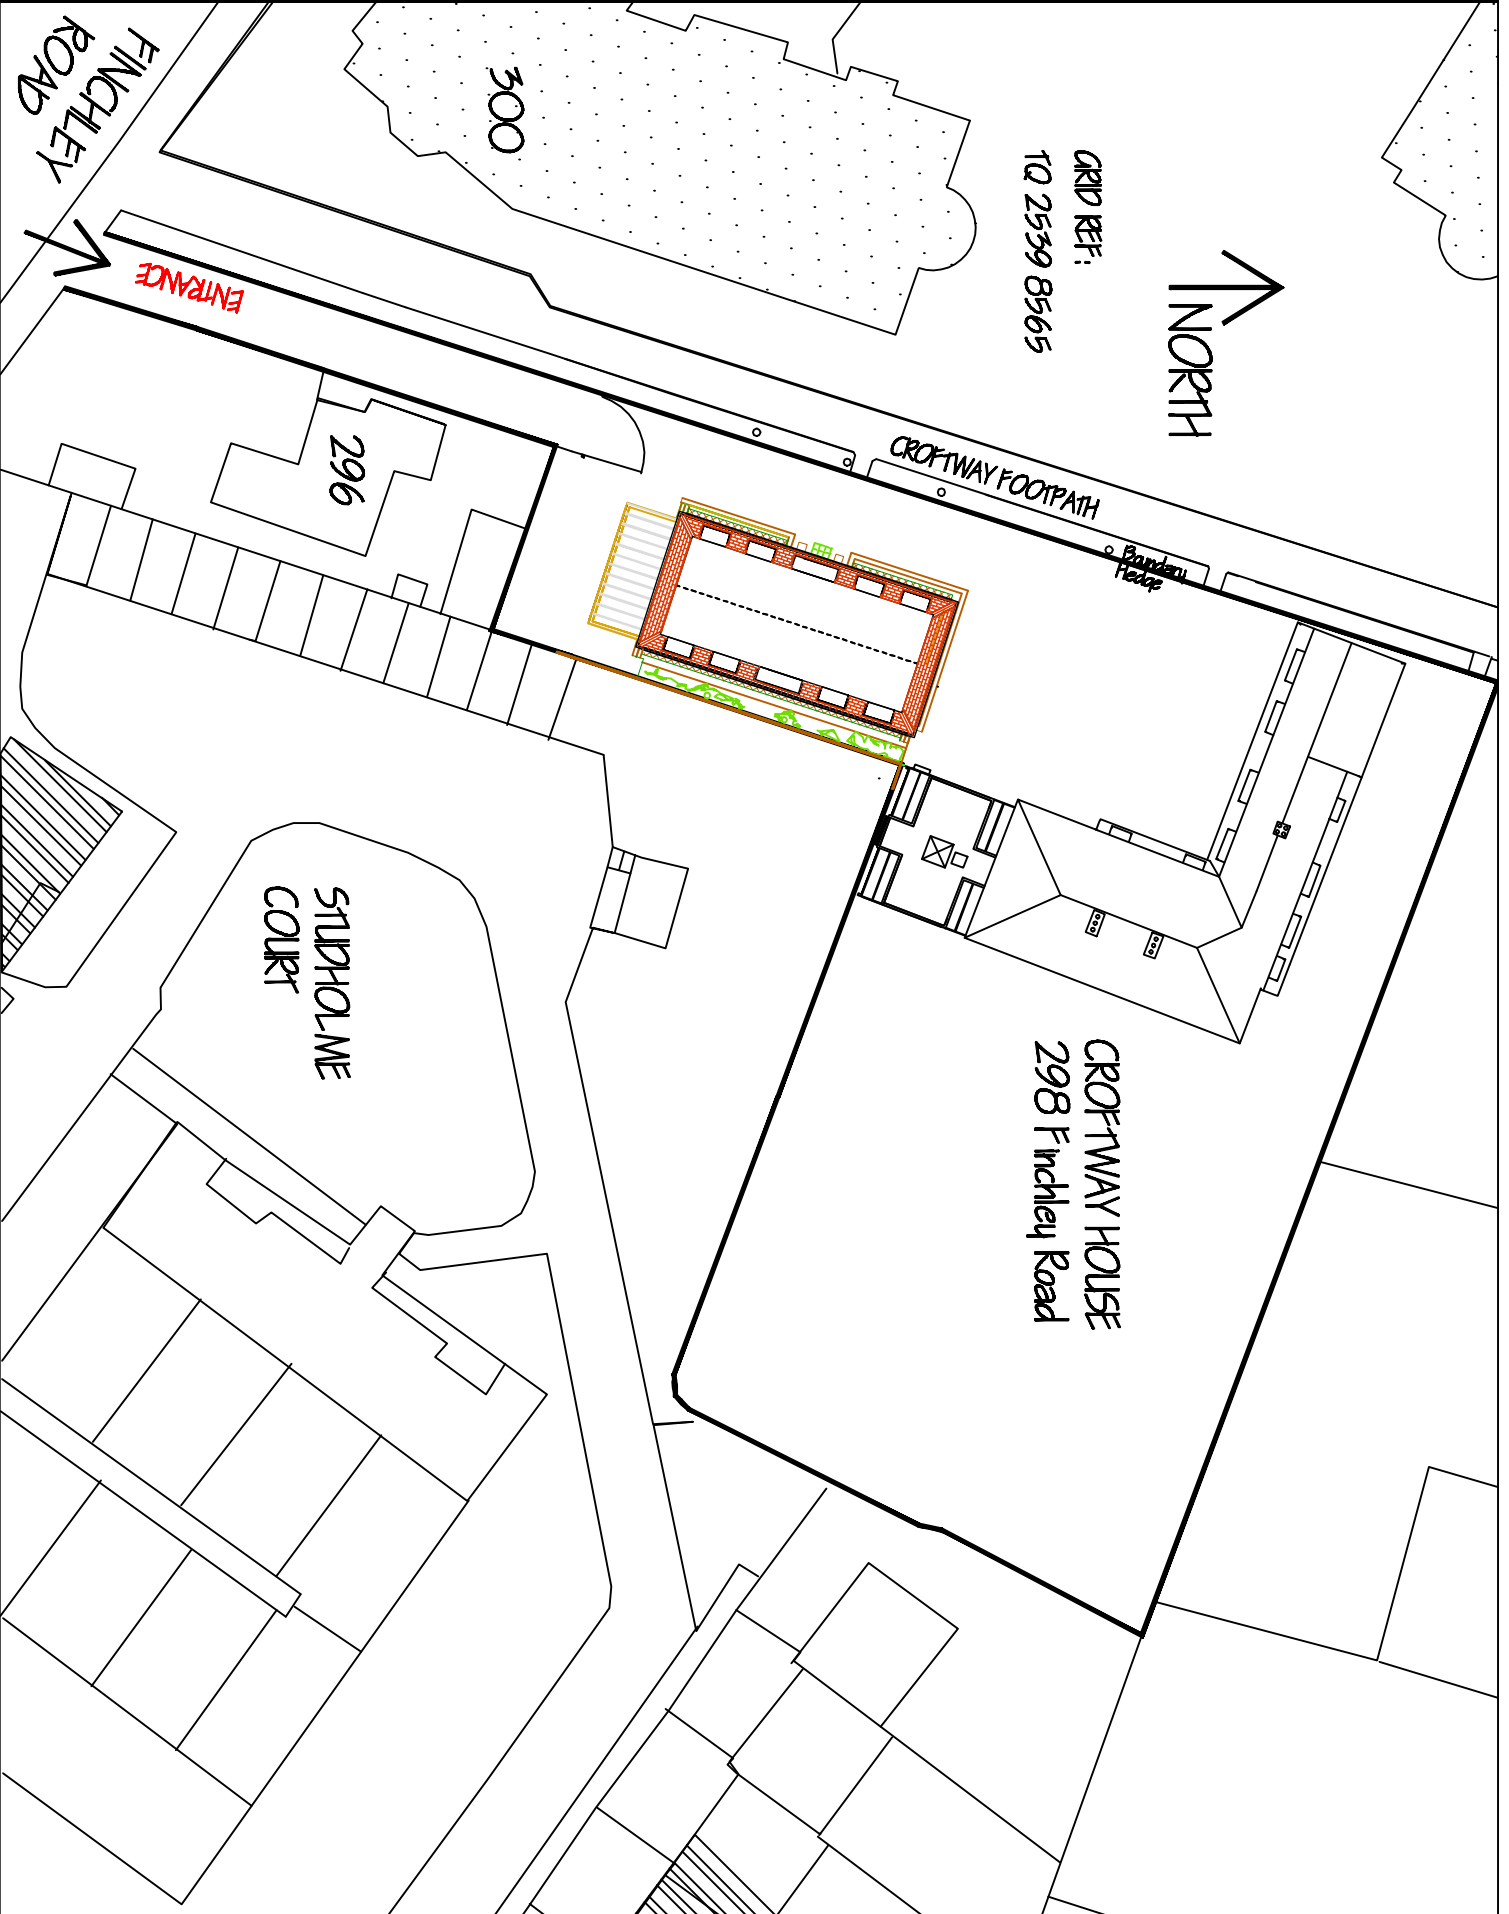 FINCHLEY
ROAD
300
GRID REF:
TQ 2539 8565
NORTH
ENTRANCE
296
CROFTWAY FOOTPATH
Boundary
Hedge
STUDHOLME
COURT
CROFTWAY HOUSE
298 Finchley Road